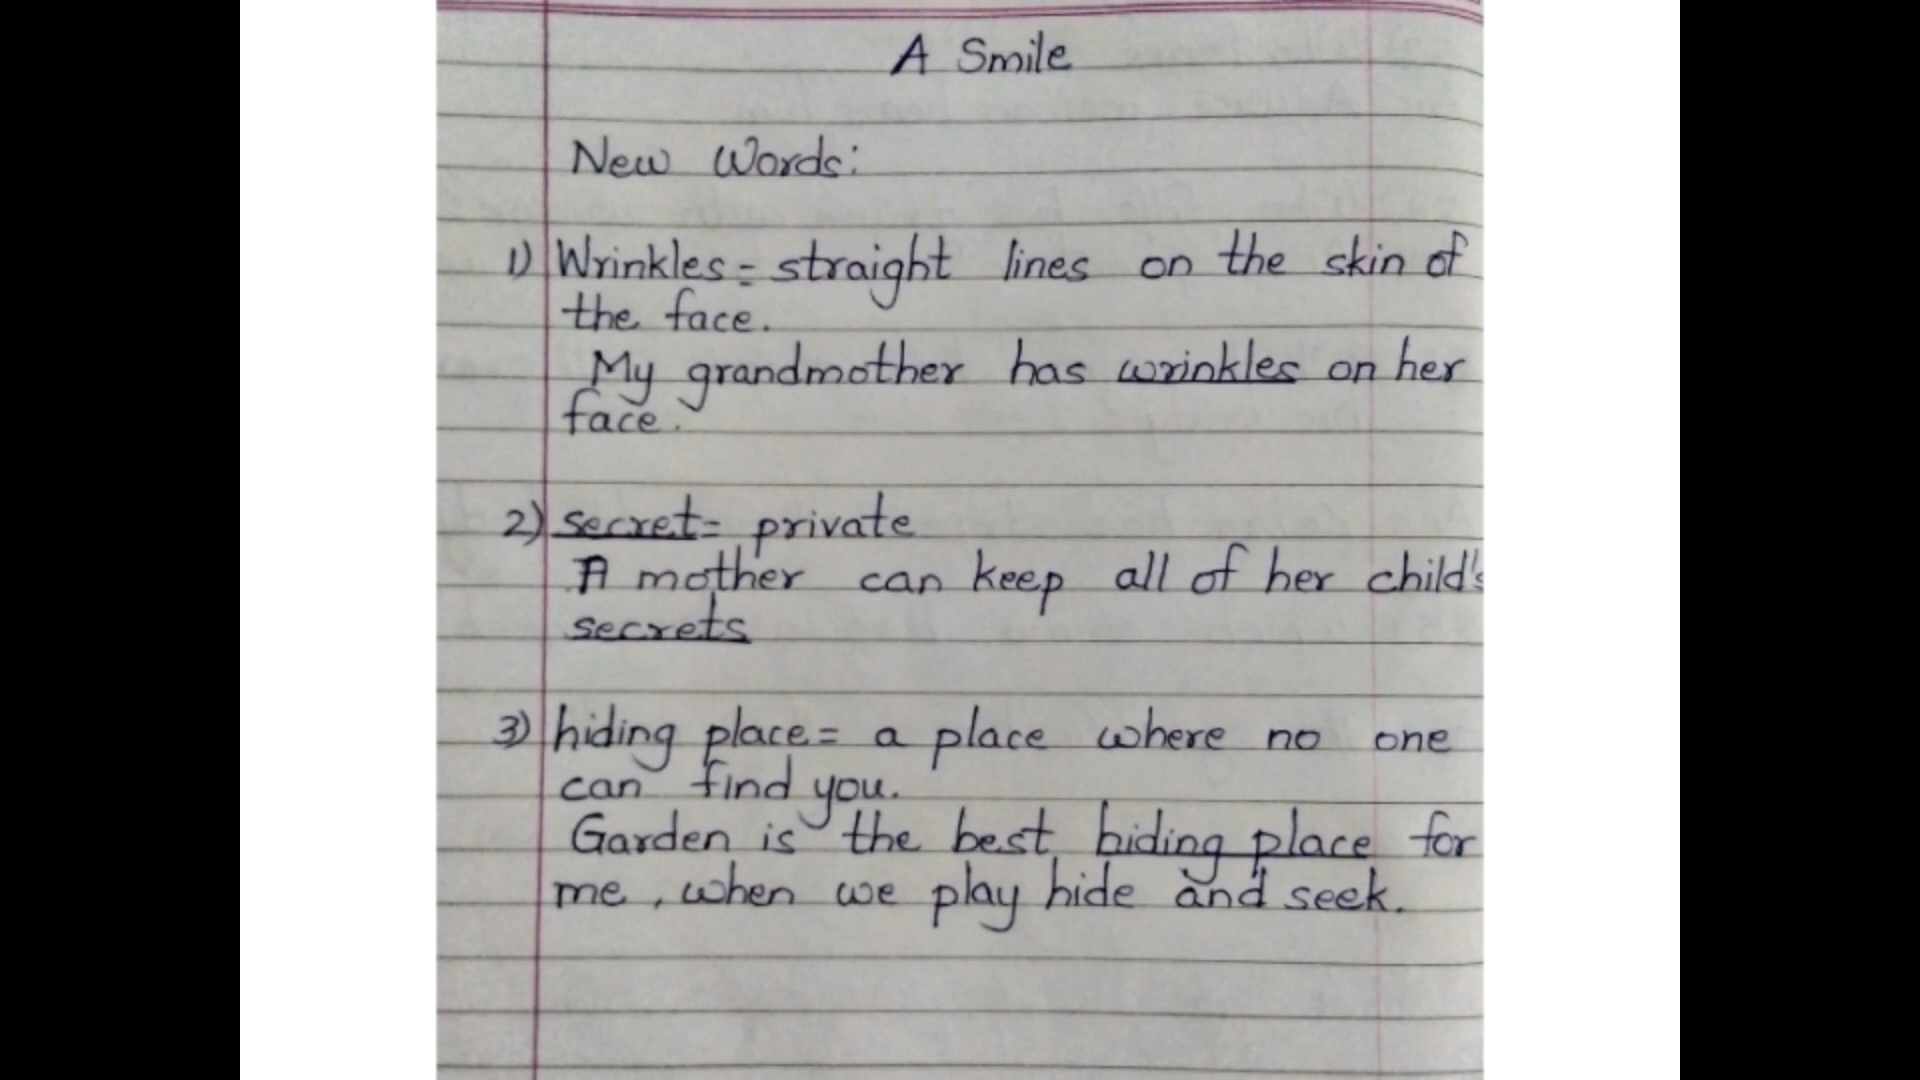 A Smile
New Words:
1) Wrinkles = straight lines on the skin of
the face.
My grandmother has wrinkles on her
face.
2) secret = private
A mother can keep all of her child's
secrets
3) hiding place = a place where no one
can find you.
Garden is the best hiding place for
me, when we play hide and seek.